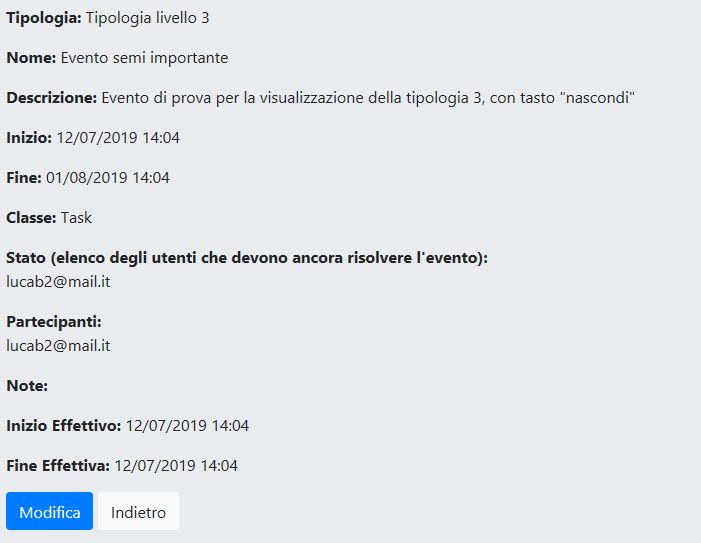 Tipologia: Tipologia livello 3
Nome: Evento semi importante
Descrizione: Evento di prova per la visualizzazione della tipologia 3, con tasto "nascondi"
Inizio: 12/07/2019 14:04
Fine: 01/08/2019 14:04
Classe: Task
Stato (elenco degli utenti che devono ancora risolvere l'evento):
lucab2@mail.it
Partecipanti:
lucab2@mail.it
Note:
Inizio Effettivo: 12/07/2019 14:04
Fine Effettiva: 12/07/2019 14:04
Modifica Indietro